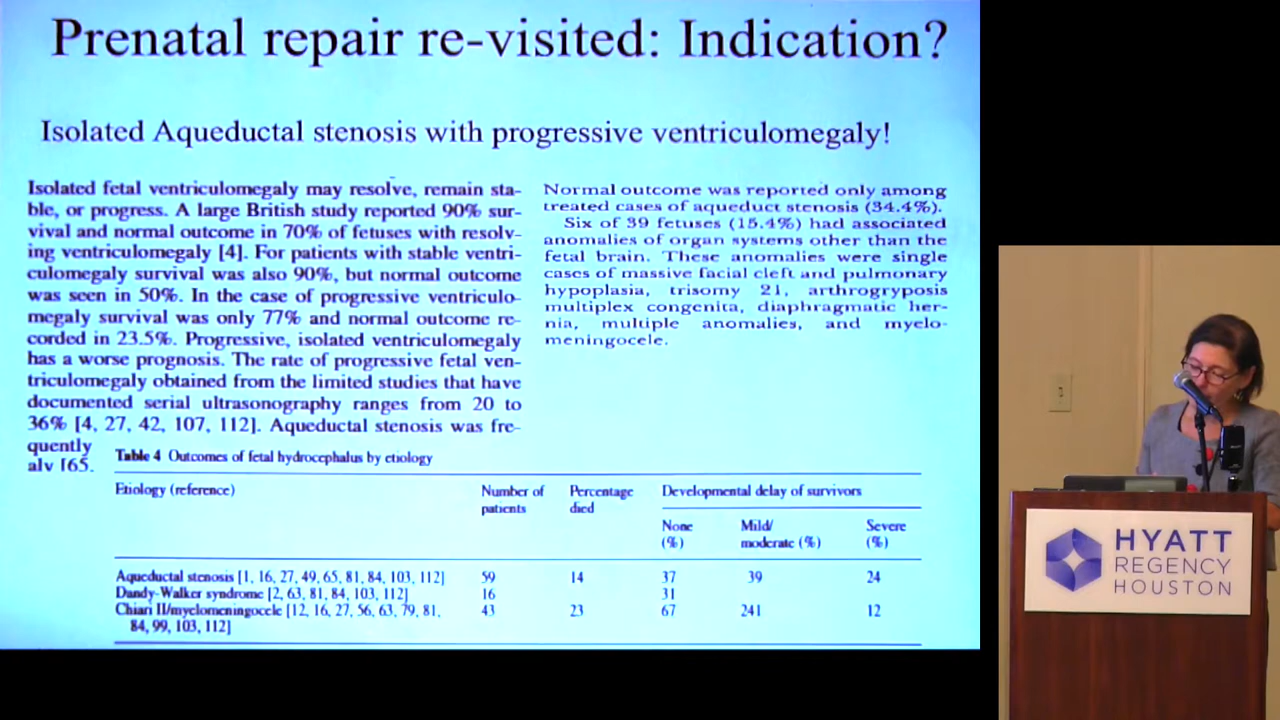 Prenatal repair re-visited: Indication?
Isolated Aqueductal stenosis with progressive ventriculomegaly!
Isolated fetal ventriculomegaly may resolve, remain sta-
ble, or progress. A large British study reported 90% sur-
vival and normal outcome in 70% of fetuses with resolv-
ing ventriculomegaly [4]. For patients with stable ventri-
culomegaly survival was also 90%, but normal outcome
was seen in 50%. In the case of progressive ventriculo-
megaly survival was only 77% and normal outcome re-
corded in 23.5%. Progressive, isolated ventriculomegaly
has a worse prognosis. The rate of progressive fetal ven-
triculomegaly obtained from the limited studies that have
documented serial ultrasonography ranges from 20 to
36% [4, 27, 42, 107, 112]. Aqueductal stenosis was fre-
quently
alv [65.
Normal outcome was reported only among
treated cases of aqueduct stenosis (34.4%).
Six of 39 fetuses (15.4%) had associated
anomalies of organ systems other than the
fetal brain. These anomalies were single
cases of massive facial cleft and pulmonary
hypoplasia, trisomy 21, arthrogryposis
multiplex congenita, diaphragmatic her-
nia, multiple anomalies, and myelo-
meningocele.
Table 4 Outcomes of fetal hydrocephalus by etiology
Etiology (reference) Number of patients Percentage died Developmental delay of survivors
None (%) Mild/ moderate (%) Severe (%)
Aqueductal stenosis [1, 16, 27, 49, 65, 81, 84, 103, 112] 59 14 37 39 24
Dandy-Walker syndrome [2, 63, 81, 84, 103, 112] 16 31
Chiari II/myelomeningocele [12, 16, 27, 56, 63, 79, 81, 43 23 67 241 12
84, 99, 103, 112]
HYATT
REGENCY
HOUSTON